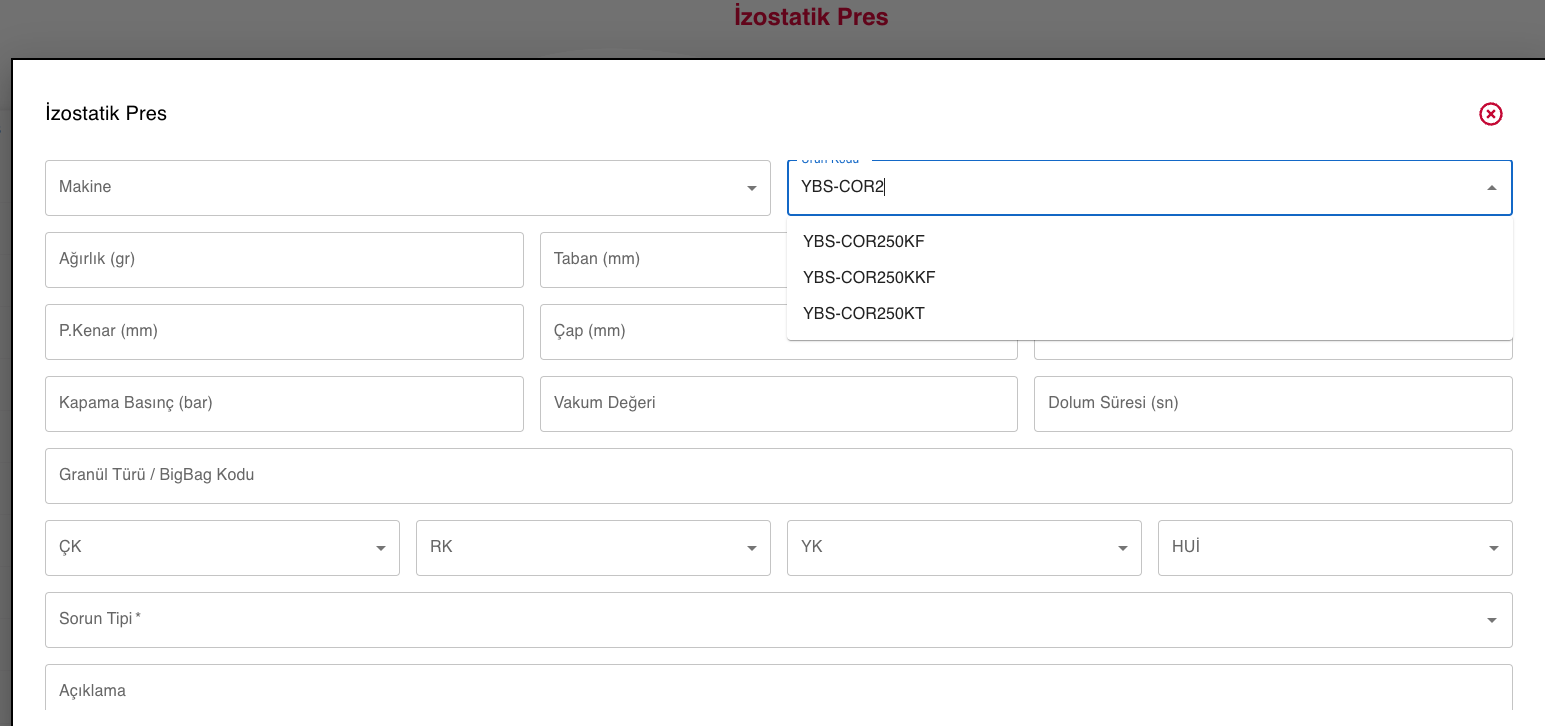 İzostatik Pres
İzostatik Pres
Makine
Ürün Kodu
YBS-COR2
YBS-COR250KF
YBS-COR250KKF
YBS-COR250KT
Ağırlık (gr)
Taban (mm)
P.Kenar (mm)
Çap (mm)
Kapama Basınç (bar)
Vakum Değeri
Dolum Süresi (sn)
Granül Türü / BigBag Kodu
ÇK
RK
YK
HUİ
Sorun Tipi *
Açıklama